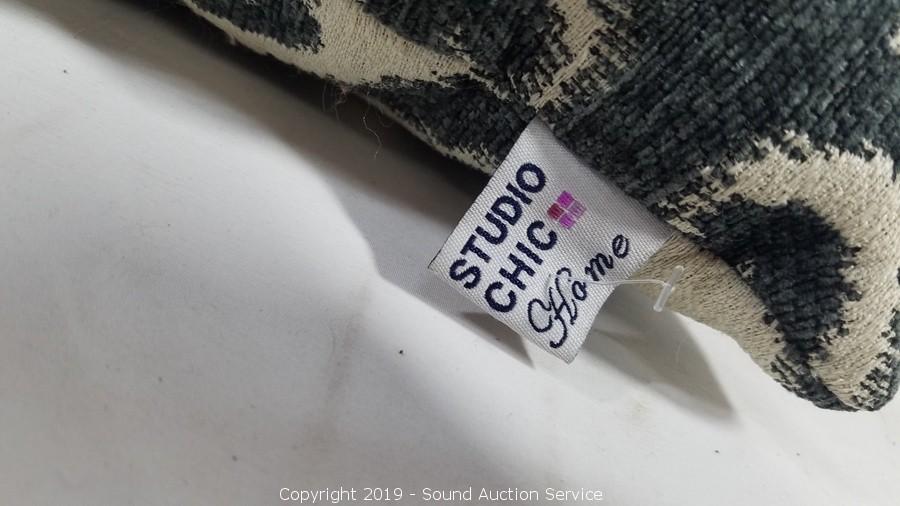 STUDIO
CHIC
Home
Copyright 2019 - Sound Auction Service